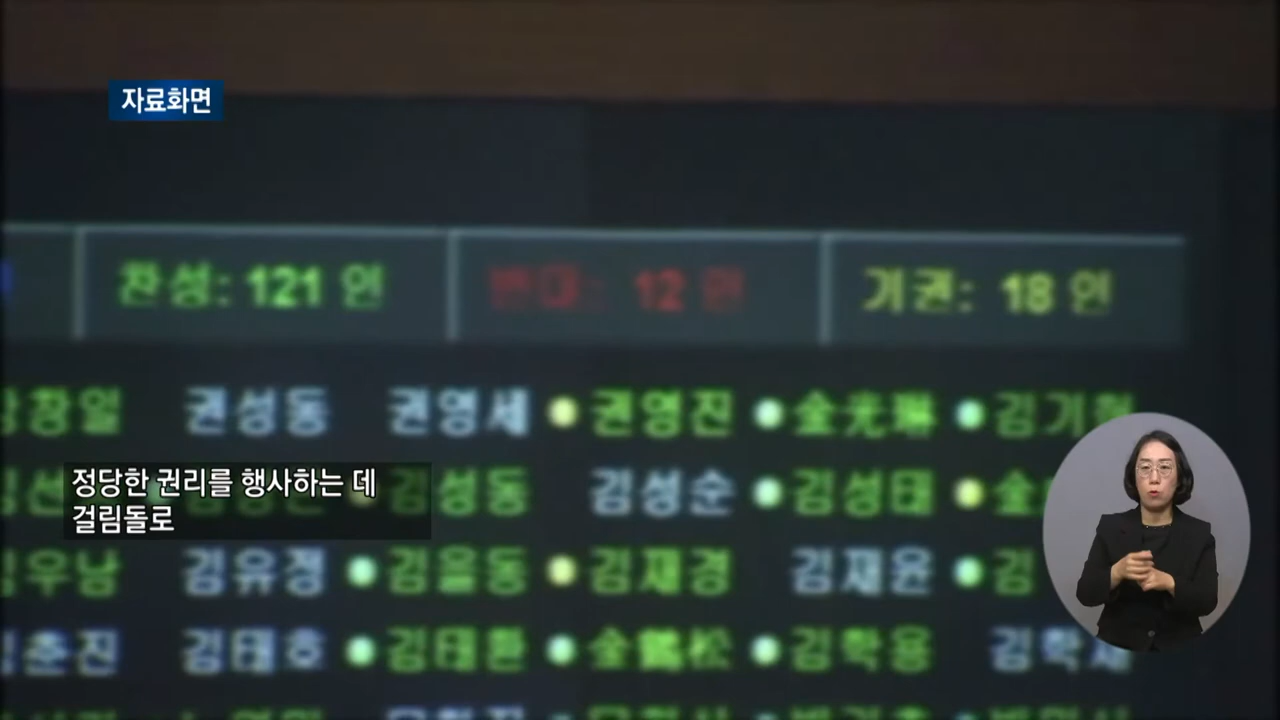 자료화면
찬성: 121 인 반대: 12 인 기권: 18 인
창일 권성동 권영세 권영진 金光琳 김기현
정당한 권리를 행사하는 데
김성동 김성순 김성태 金
걸림돌로
우남 김유정 김을동 김재경 김재윤 김
춘진 김태호 김태환 金鶴松 김학용 김학재